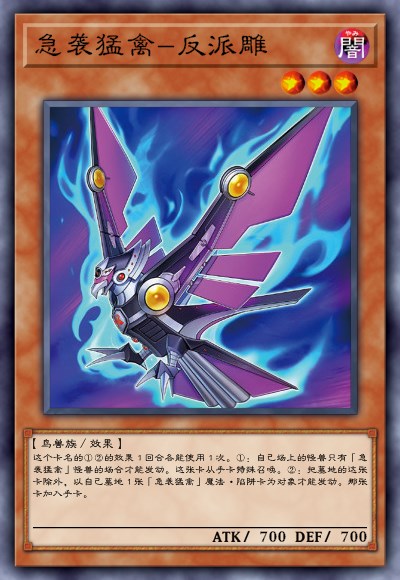 急袭猛禽–反派雕
やみ
闇
【鸟兽族／效果】
这个卡名的①②的效果1回合各能使用1次。①：自己场上的怪兽只有「急
袭猛禽」怪兽的场合才能发动。这张卡从手卡特殊召唤。②：把墓地的这张
卡除外，以自己墓地1张「急袭猛禽」魔法·陷阱卡为对象才能发动。那张
卡加入手卡。
ATK/ 700 DEF/ 700